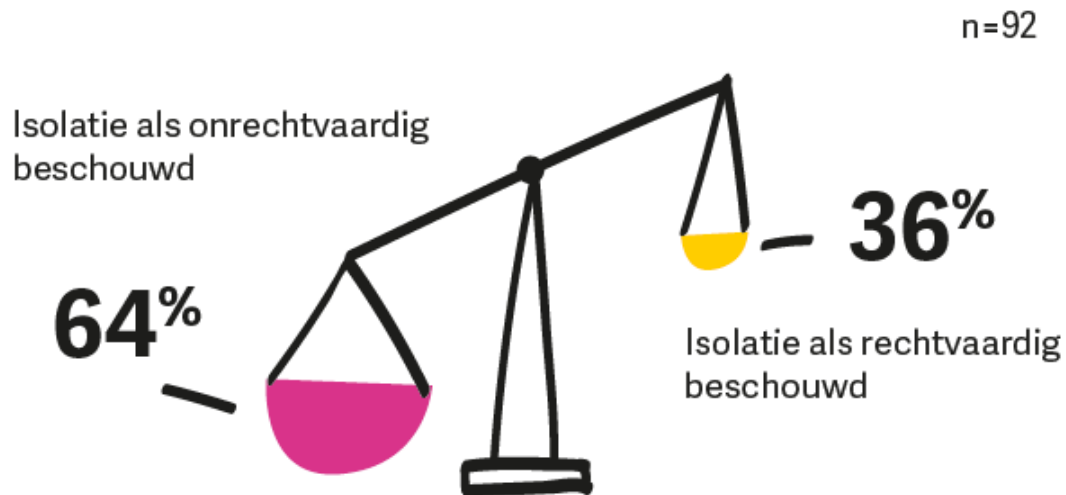 n=92
Isolatie als onrechtvaardig
beschouwd
36%
64%
Isolatie als rechtvaardig
beschouwd